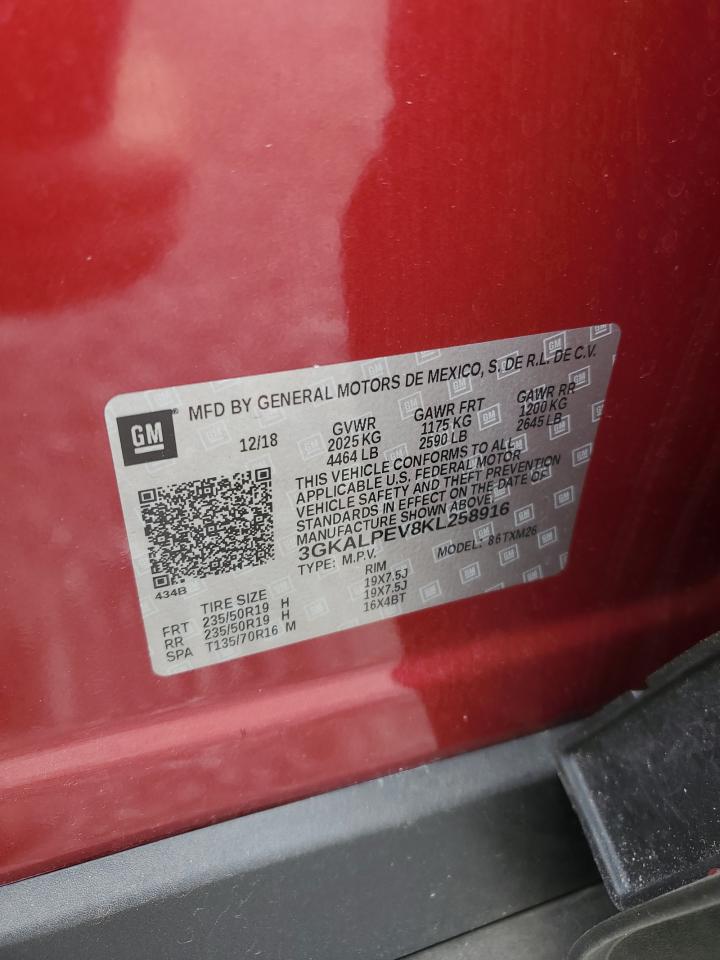 GM
MFD BY GENERAL MOTORS DE MEXICO, S. DE R.L. DE C.V.
12/18
GVWR
2025 KG
4464 LB
GAWR FRT
1175 KG
2590 LB
GAWR RR
1200 KG
2645 LB
THIS VEHICLE CONFORMS TO ALL
APPLICABLE U.S. FEDERAL MOTOR
VEHICLE SAFETY AND THEFT PREVENTION
STANDARDS IN EFFECT ON THE DATE OF
MANUFACTURE SHOWN ABOVE
3GKALPEV8KL258916
TYPE: M.P.V.
MODEL: 86TXM26
434B
TIRE SIZE
RIM
FRT 235/50R19 H 19X7.5J
RR 235/50R19 H 19X7.5J
SPA T135/70R16 M 16X4BT